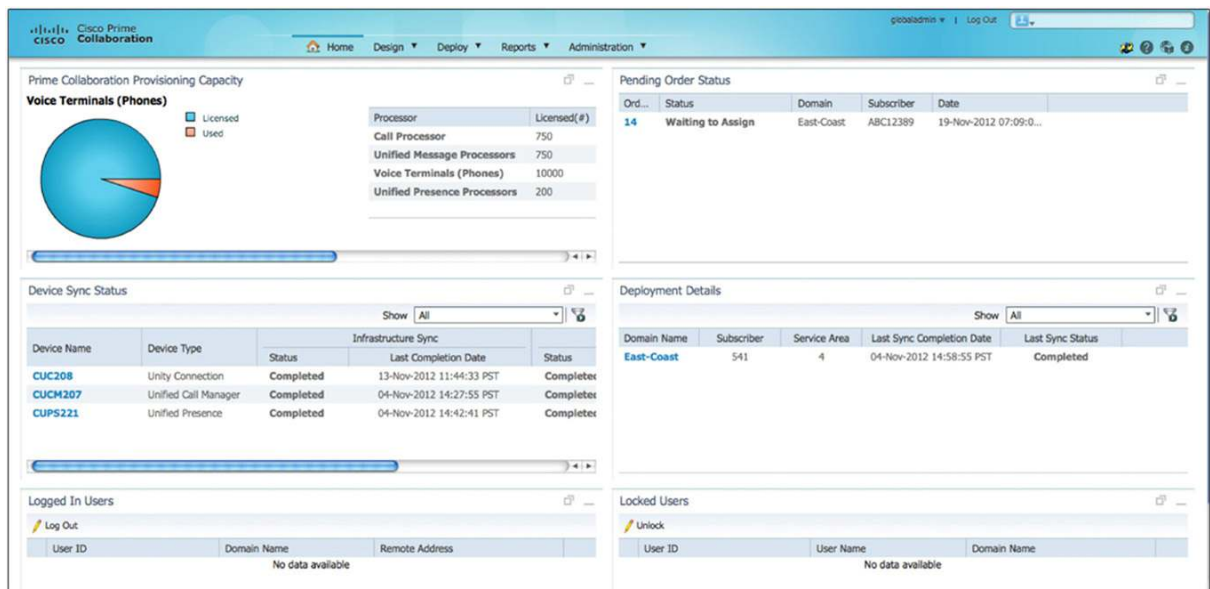 globaladmin | Log Out
CISCO Cisco Prime
Collaboration
Home Design Deploy Reports Administration
Prime Collaboration Provisioning Capacity
Voice Terminals (Phones)
Licensed
Used
Processor Licensed(#)
Call Processor 750
Unified Message Processors 750
Voice Terminals (Phones) 10000
Unified Presence Processors 200
Pending Order Status
Ord... Status Domain Subscriber Date
14 Waiting to Assign East-Coast ABC12389 19-Nov-2012 07:09:0...
Device Sync Status
Show All
Device Name Device Type Infrastructure Sync
Status Last Completion Date Status
CUC208 Unity Connection Completed 13-Nov-2012 11:44:33 PST Completed
CUCM207 Unified Call Manager Completed 04-Nov-2012 14:27:55 PST Completed
CUPS221 Unified Presence Completed 04-Nov-2012 14:42:41 PST Completed
Deployment Details
Show All
Domain Name Subscriber Service Area Last Sync Completion Date Last Sync Status
East-Coast 541 4 04-Nov-2012 14:58:55 PST Completed
Logged In Users
Log Out
User ID Domain Name Remote Address
No data available
Locked Users
Unlock
User ID User Name Domain Name
No data available